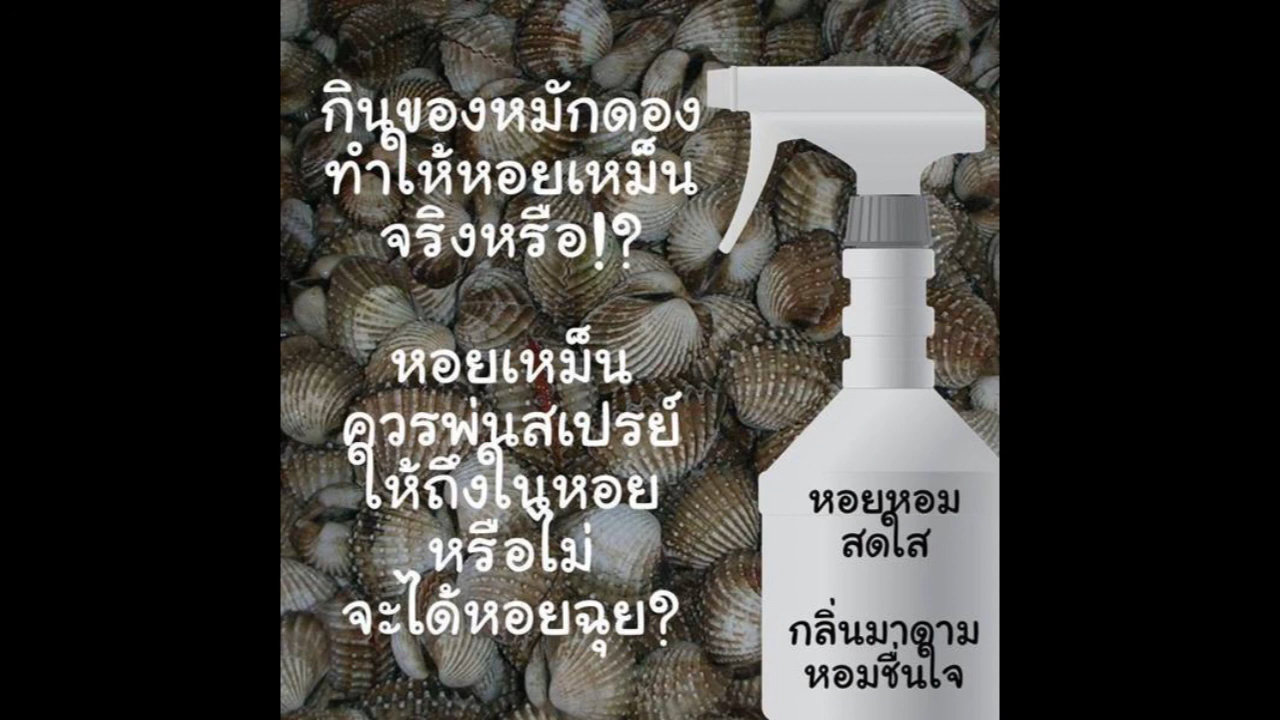 กินของหมักดอง
ทำให้หอยเหม็น
จริงหรือ!?
หอยเหม็น
ควรพ่นสเปรย์
ให้ถึงในหอย
หรือไม่
จะได้หอยฉุย?
หอยหอม
สดใส
กลิ่นมาดาม
หอมชื่นใจ